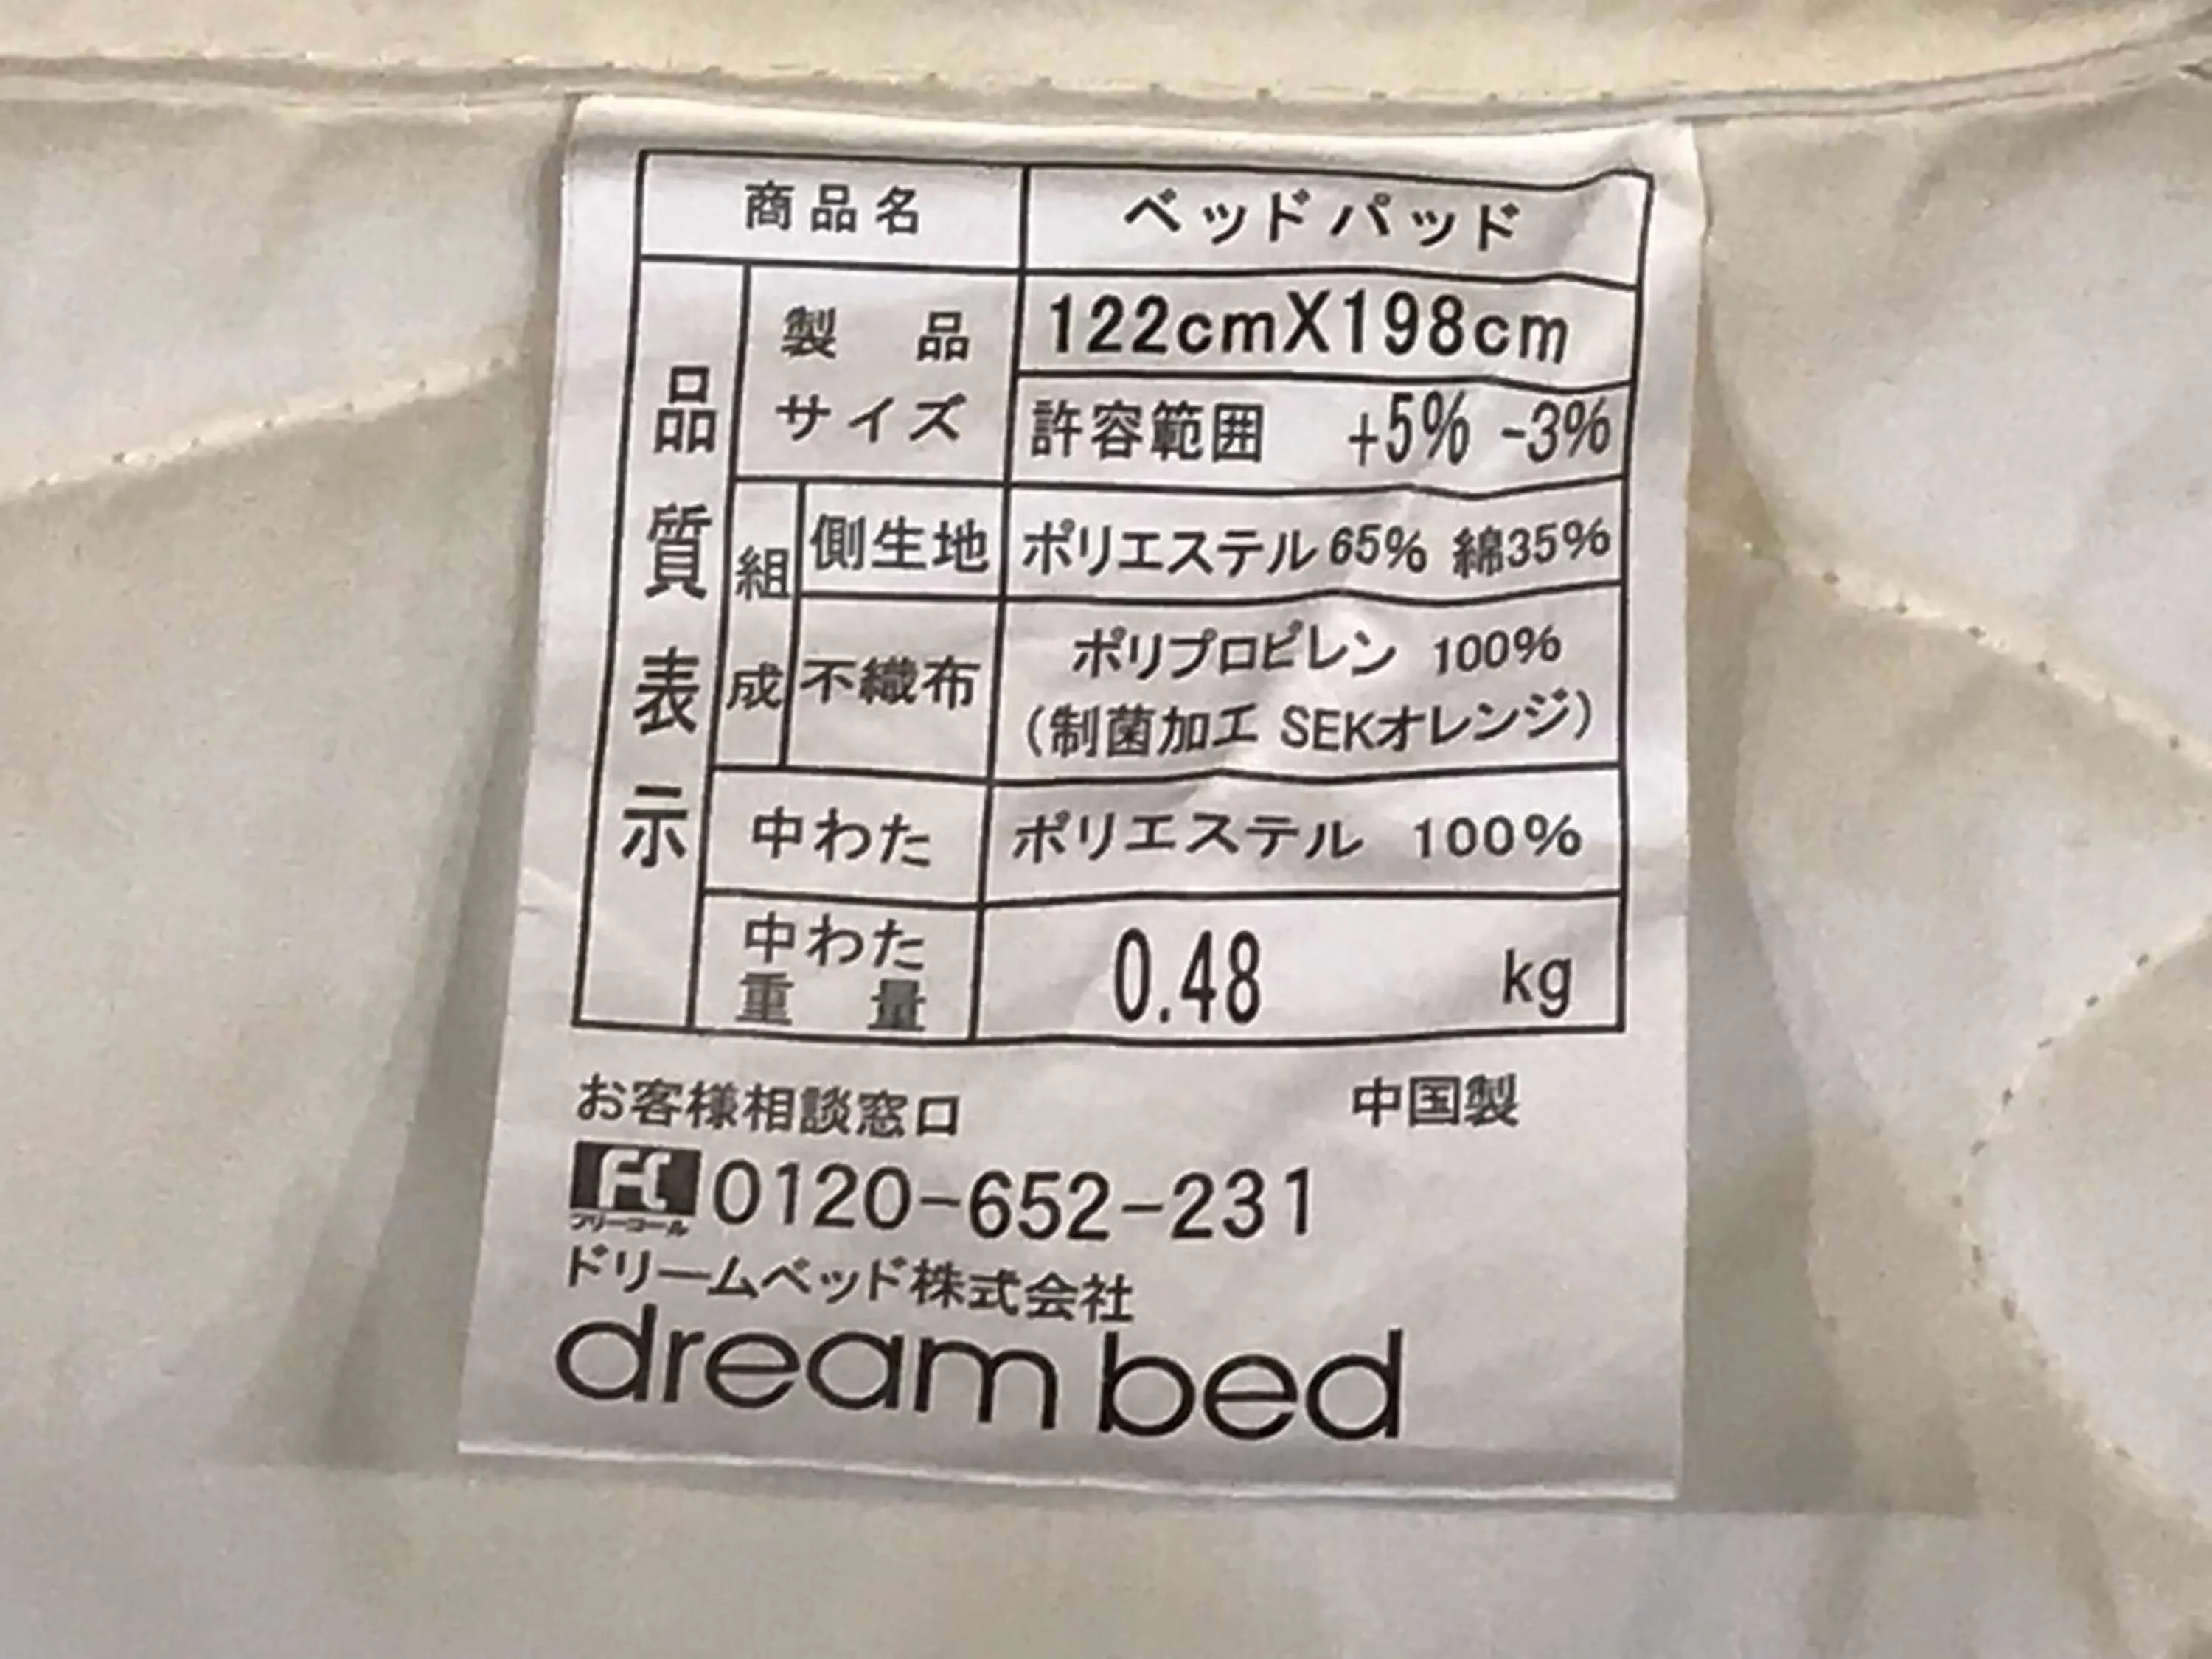 商品名 ベッドパッド
品質表示
製品サイズ 122cmX198cm
許容範囲 +5% -3%
組成 側生地 ポリエステル65% 綿35%
不織布 ポリプロピレン 100%
(制菌加工 SEKオレンジ)
中わた ポリエステル 100%
中わた重量 0.48 kg
お客様相談窓口 中国製
フリーコール 0120-652-231
ドリームベッド株式会社
dream bed